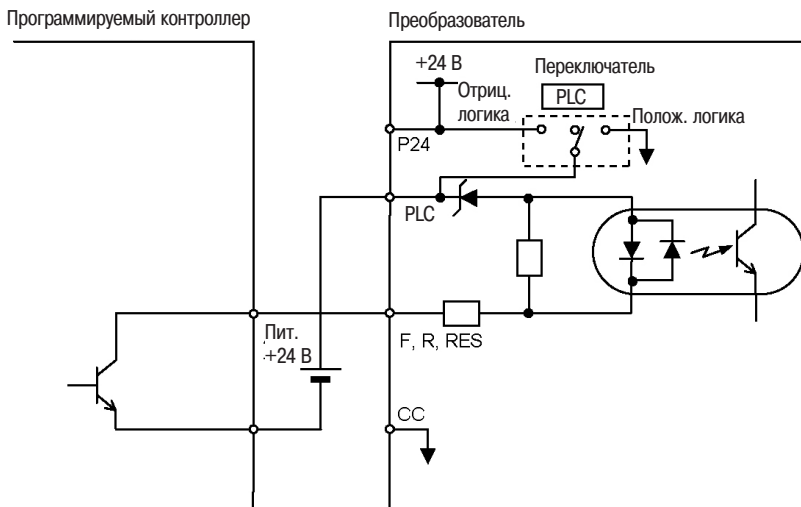 Программируемый контроллер
Преобразователь
+24 В
Переключатель
Отриц.
логика
PLC
Полож. логика
P24
PLC
F, R, RES
Пит.
+24 В
CC